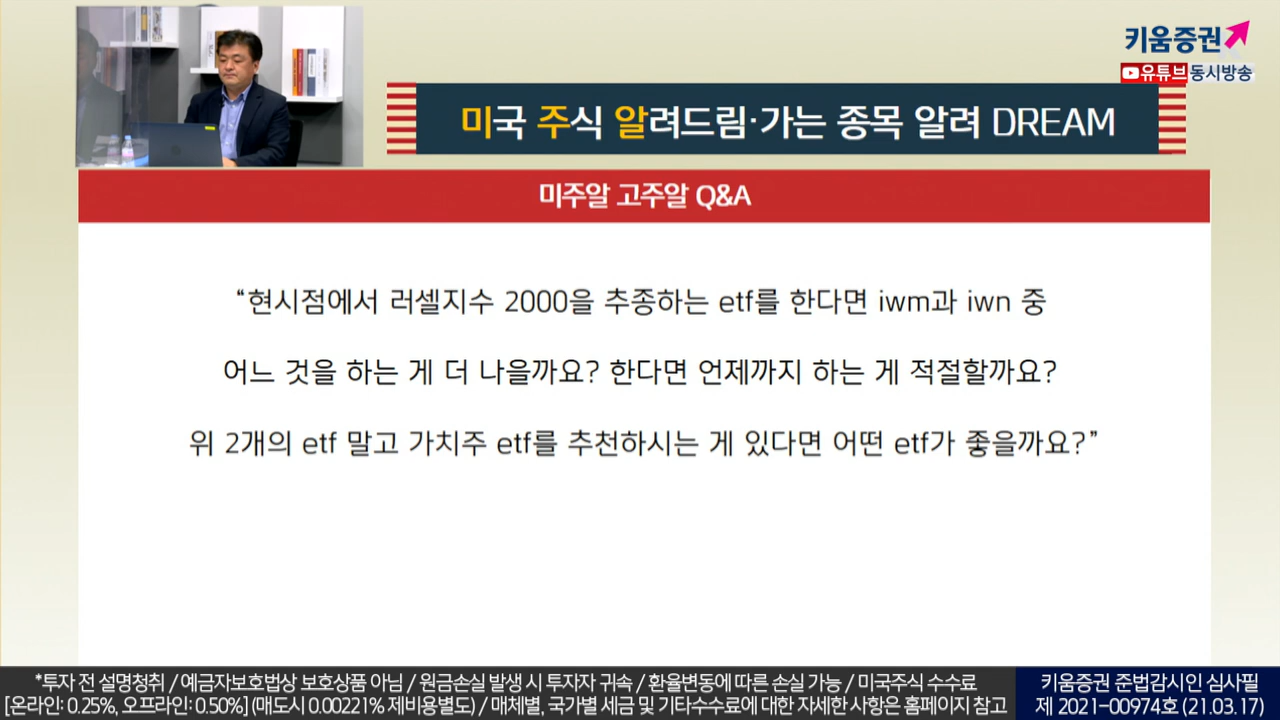 키움증권
유튜브동시방송
미국 주식 알려드림·가는 종목 알려 DREAM
미주알 고주알 Q&A
“현시점에서 러셀지수 2000을 추종하는 etf를 한다면 iwm과 iwn 중
어느 것을 하는 게 더 나을까요? 한다면 언제까지 하는 게 적절할까요?
위 2개의 etf 말고 가치주 etf를 추천하시는 게 있다면 어떤 etf가 좋을까요?”
*투자 전 설명청취 / 예금자보호법상 보호상품 아님 / 원금손실 발생 시 투자자 귀속 / 환율변동에 따른 손실 가능 / 미국주식 수수료
[온라인: 0.25%, 오프라인: 0.50%] (매도시 0.00221% 제비용별도) / 매체별, 국가별 세금 및 기타수수료에 대한 자세한 사항은 홈페이지 참고
키움증권 준법감시인 심사필
제 2021-00974호 (21.03.17)